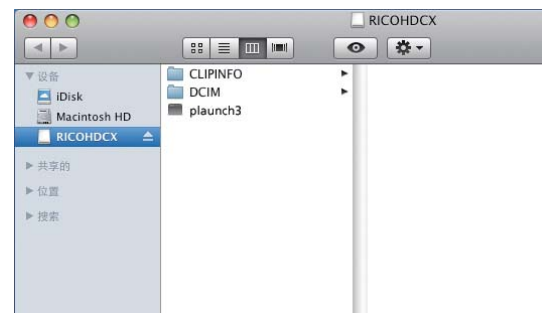 RICOHDCX
设备
iDisk
Macintosh HD
RICOHDCX
共享的
位置
搜索
CLIPINFO
DCIM
plaunch3